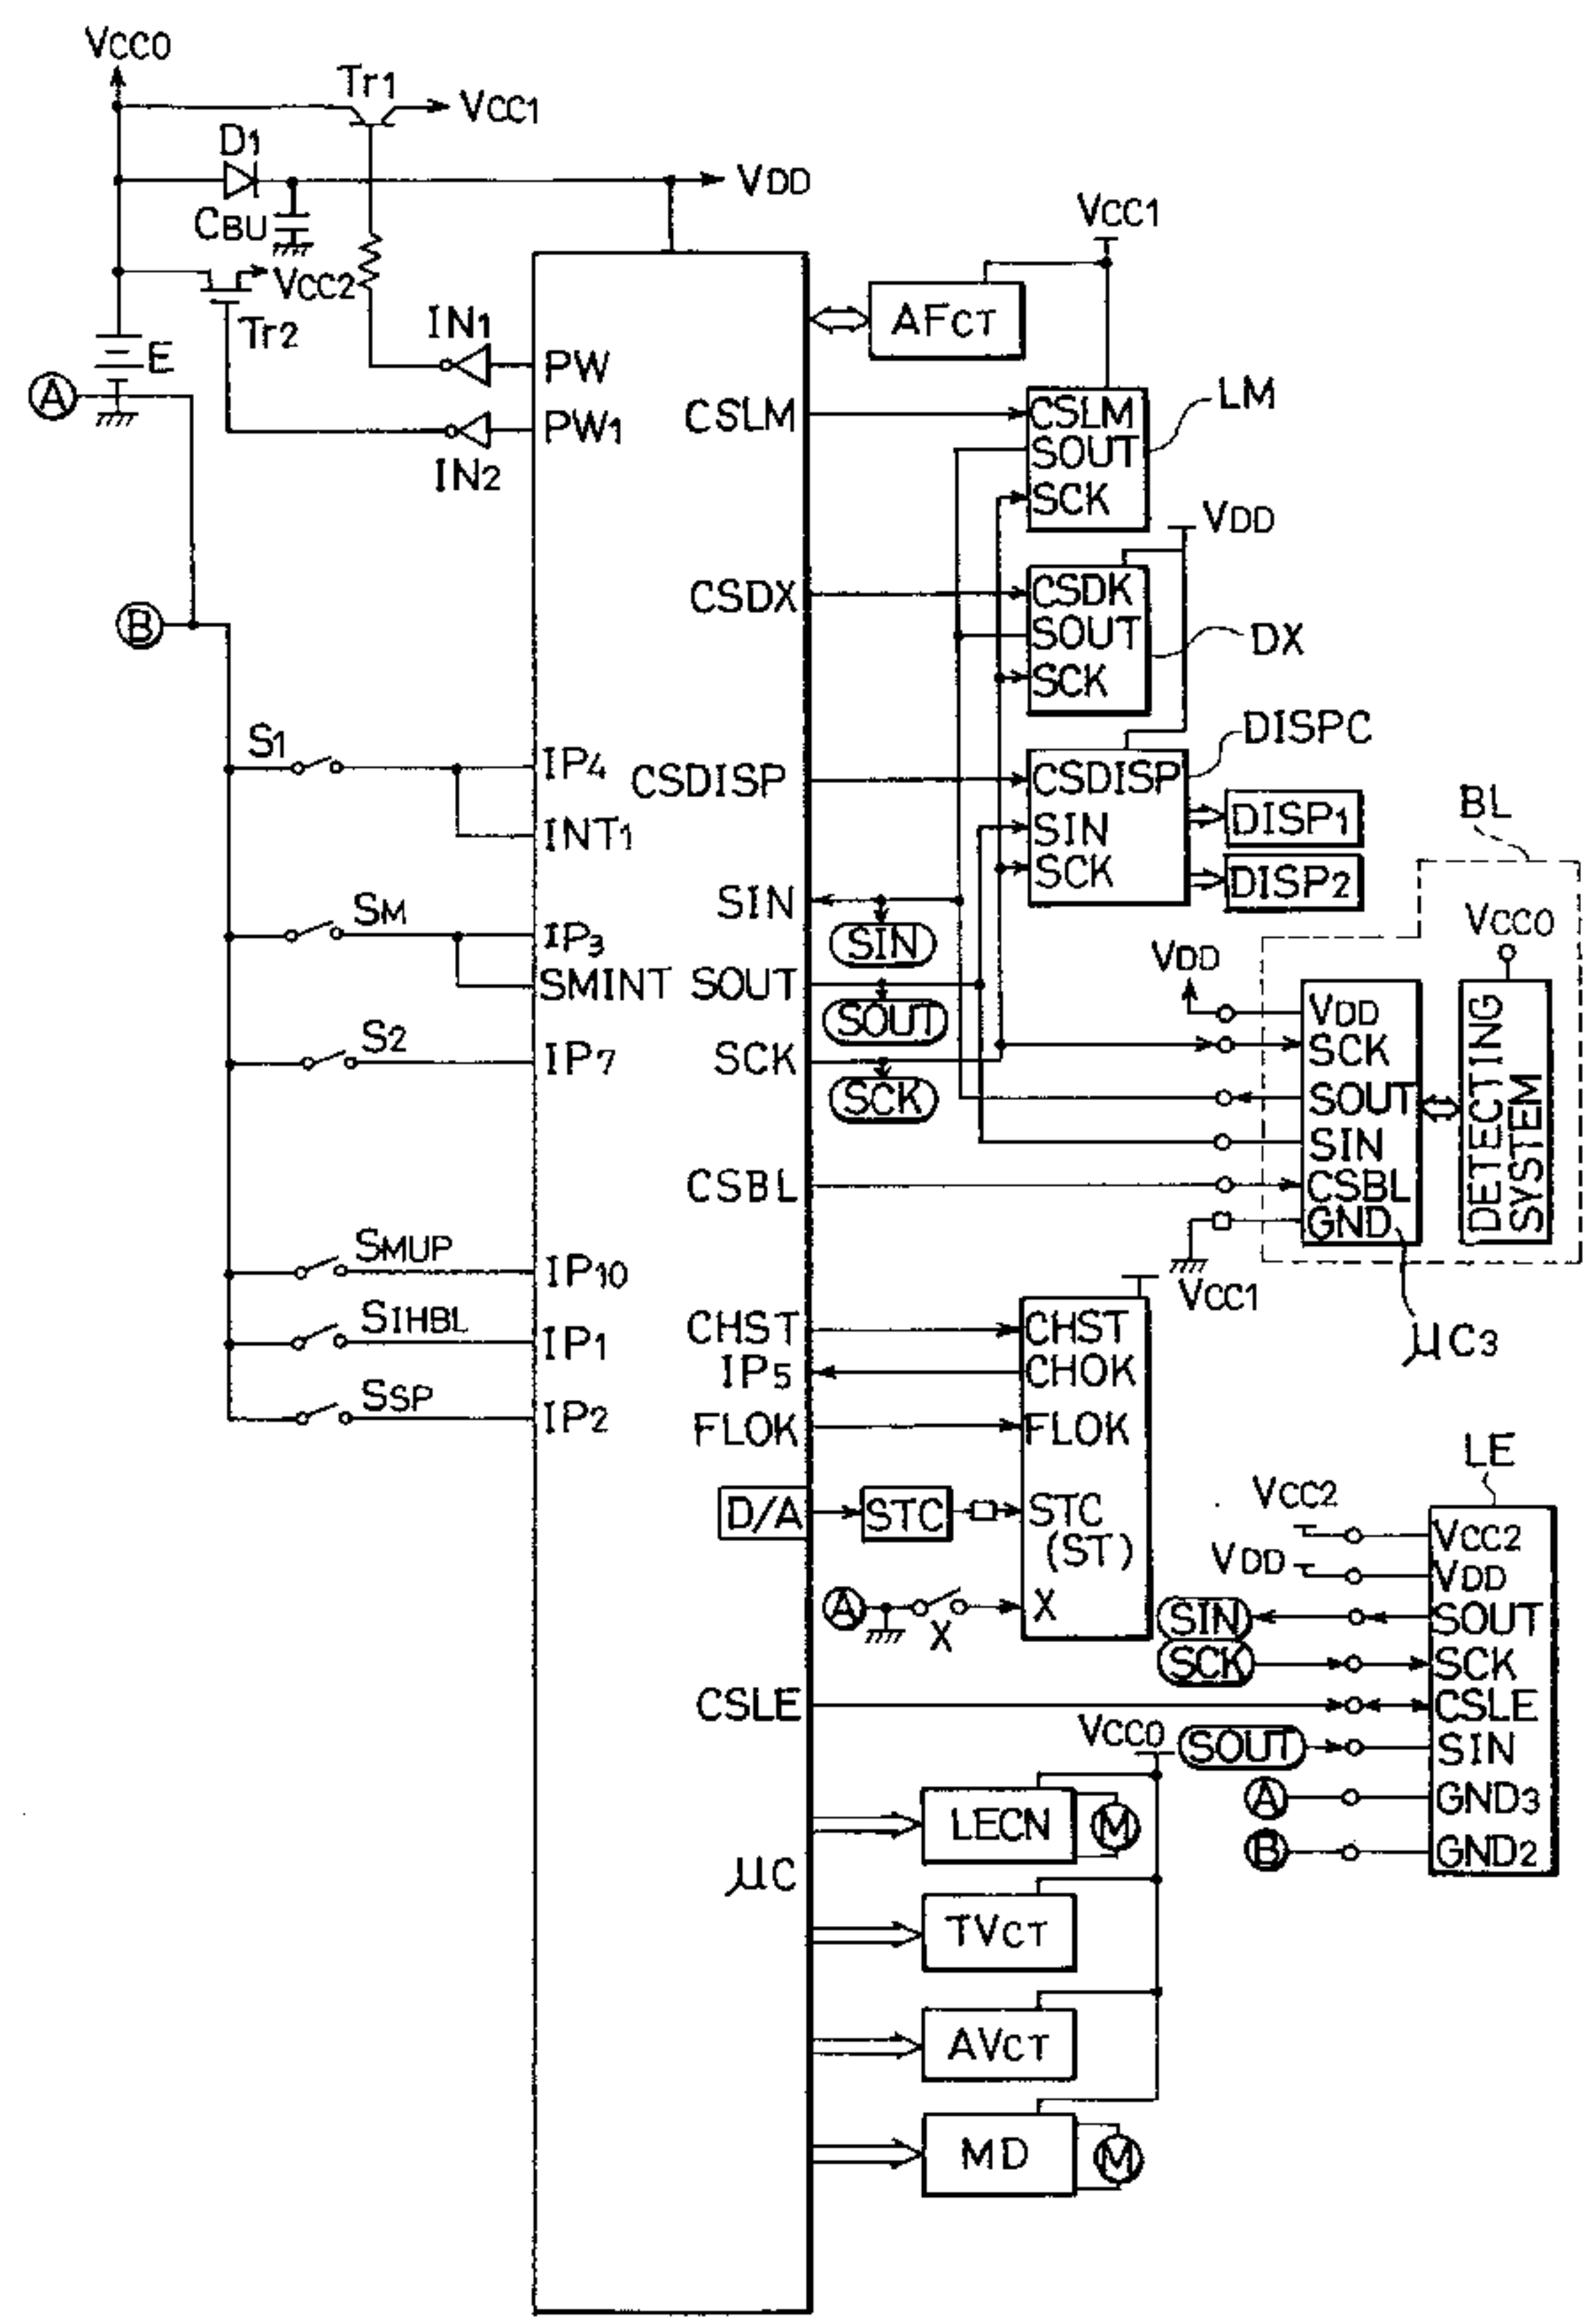 VCC0
Tr1
VCC1
D1
VDD
CBU
VCC2
Tr2
E
A
IN1
PW
PW1
IN2
B
S1
IP4
INT1
SM
IP3
SMINT
S2
IP7
SMUP
IP10
SIHBL
IP1
SSP
IP2
CSLM
CSDX
CSDISP
SIN
SIN
SOUT
SOUT
SCK
SCK
CSBL
CHST
IP5
FLOK
D/A
STC
A
X
CSLE
μC
VCC1
AFCT
CSLM
SOUT
SCK
LM
VDD
CSDK
SOUT
SCK
DX
DISPC
CSDISP
SIN
SCK
DISP1
DISP2
BL
VCC0
VDD
VDD
SCK
SOUT
SIN
CSBL
GND
DETECTING
SYSTEM
μC3
VCC1
CHST
CHOK
FLOK
STC
(ST)
X
LE
VCC2
VCC2
VDD
VDD
SIN
SOUT
SCK
SCK
CSLE
SOUT
SIN
A
GND3
B
GND2
VCC0
LECN
M
TVCT
AVCT
MD
M